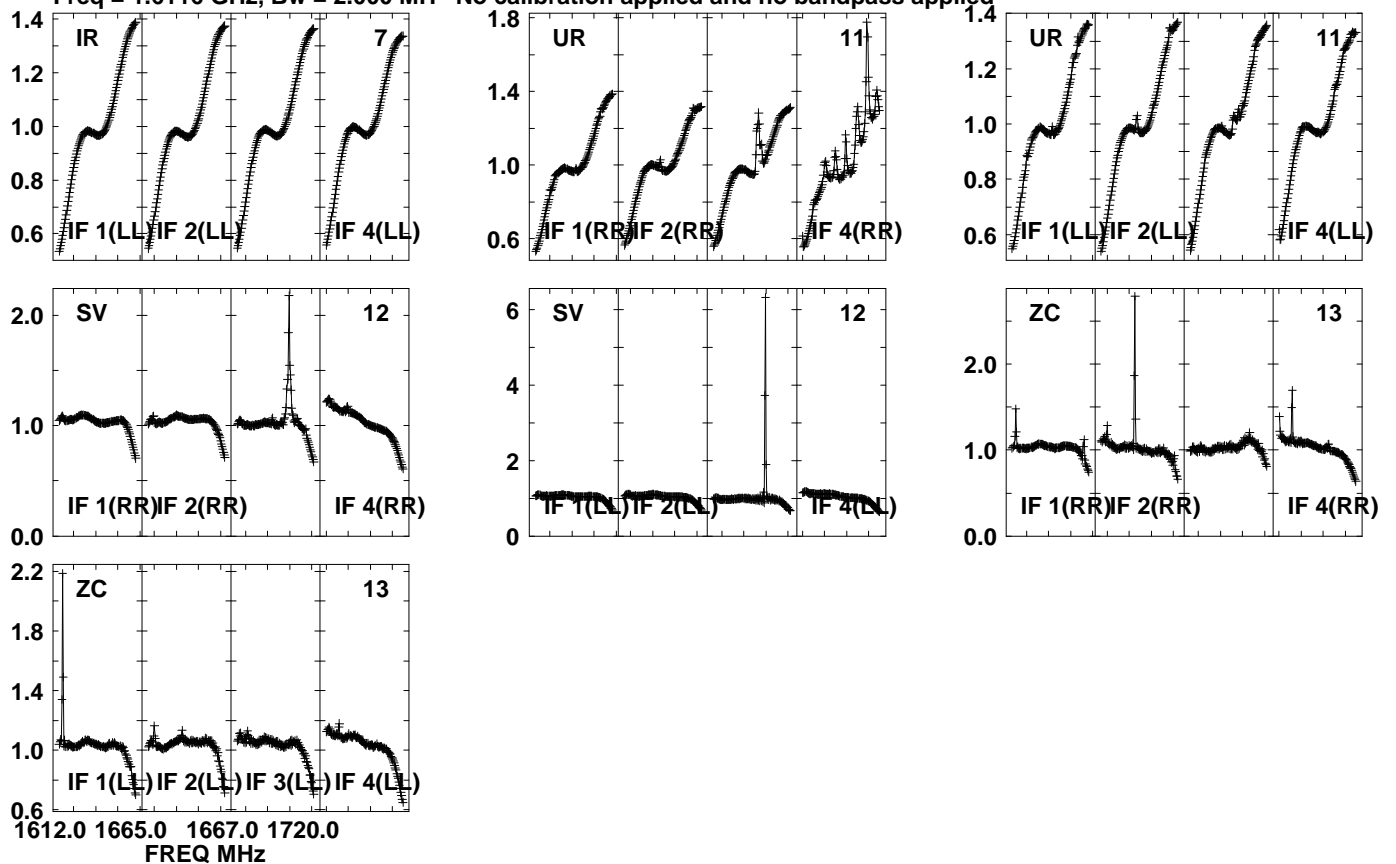 Freq = GHz, Bw = 2.000 MH No calibration applied and no bandpass applied
1.4
1.2
1.0
0.8
0.6
IR 7
IF 1(LL) IF 2(LL) IF 4(LL)
1.8
1.4
1.0
0.6
UR 11
IF 1(RR) IF 2(RR) IF 4(RR)
1.4
1.2
1.0
0.8
0.6
UR 11
IF 1(LL) IF 2(LL) IF 4(LL)
2.0
1.0
0.0
SV 12
IF 1(RR) IF 2(RR) IF 4(RR)
6
4
2
0
SV 12
IF 1(LL) IF 2(LL) IF 4(LL)
2.0
1.0
0.0
ZC 13
IF 1(RR) IF 2(RR) IF 4(RR)
2.2
1.8
1.4
1.0
0.6
ZC 13
IF 1(LL) IF 2(LL) IF 3(LL) IF 4(LL)
1612.0 1665.0 1667.0 1720.0
FREQ MHz